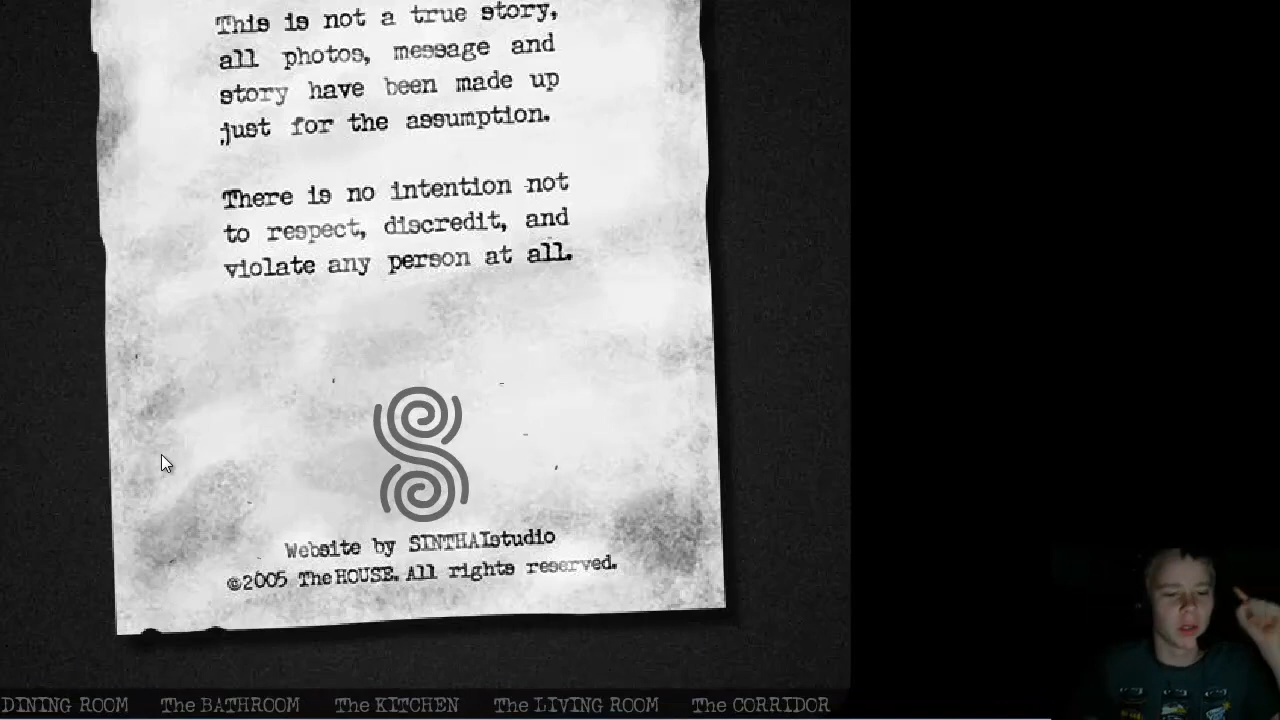 This is not a true story,
all photos, message and
story have been made up
just for the assumption.
There is no intention not
to respect, discredit, and
violate any person at all.
Website by SINTHAIstudio
©2005 The HOUSE. All rights reserved.
DINING ROOM The BATHROOM The KITCHEN The LIVING ROOM The CORRIDOR